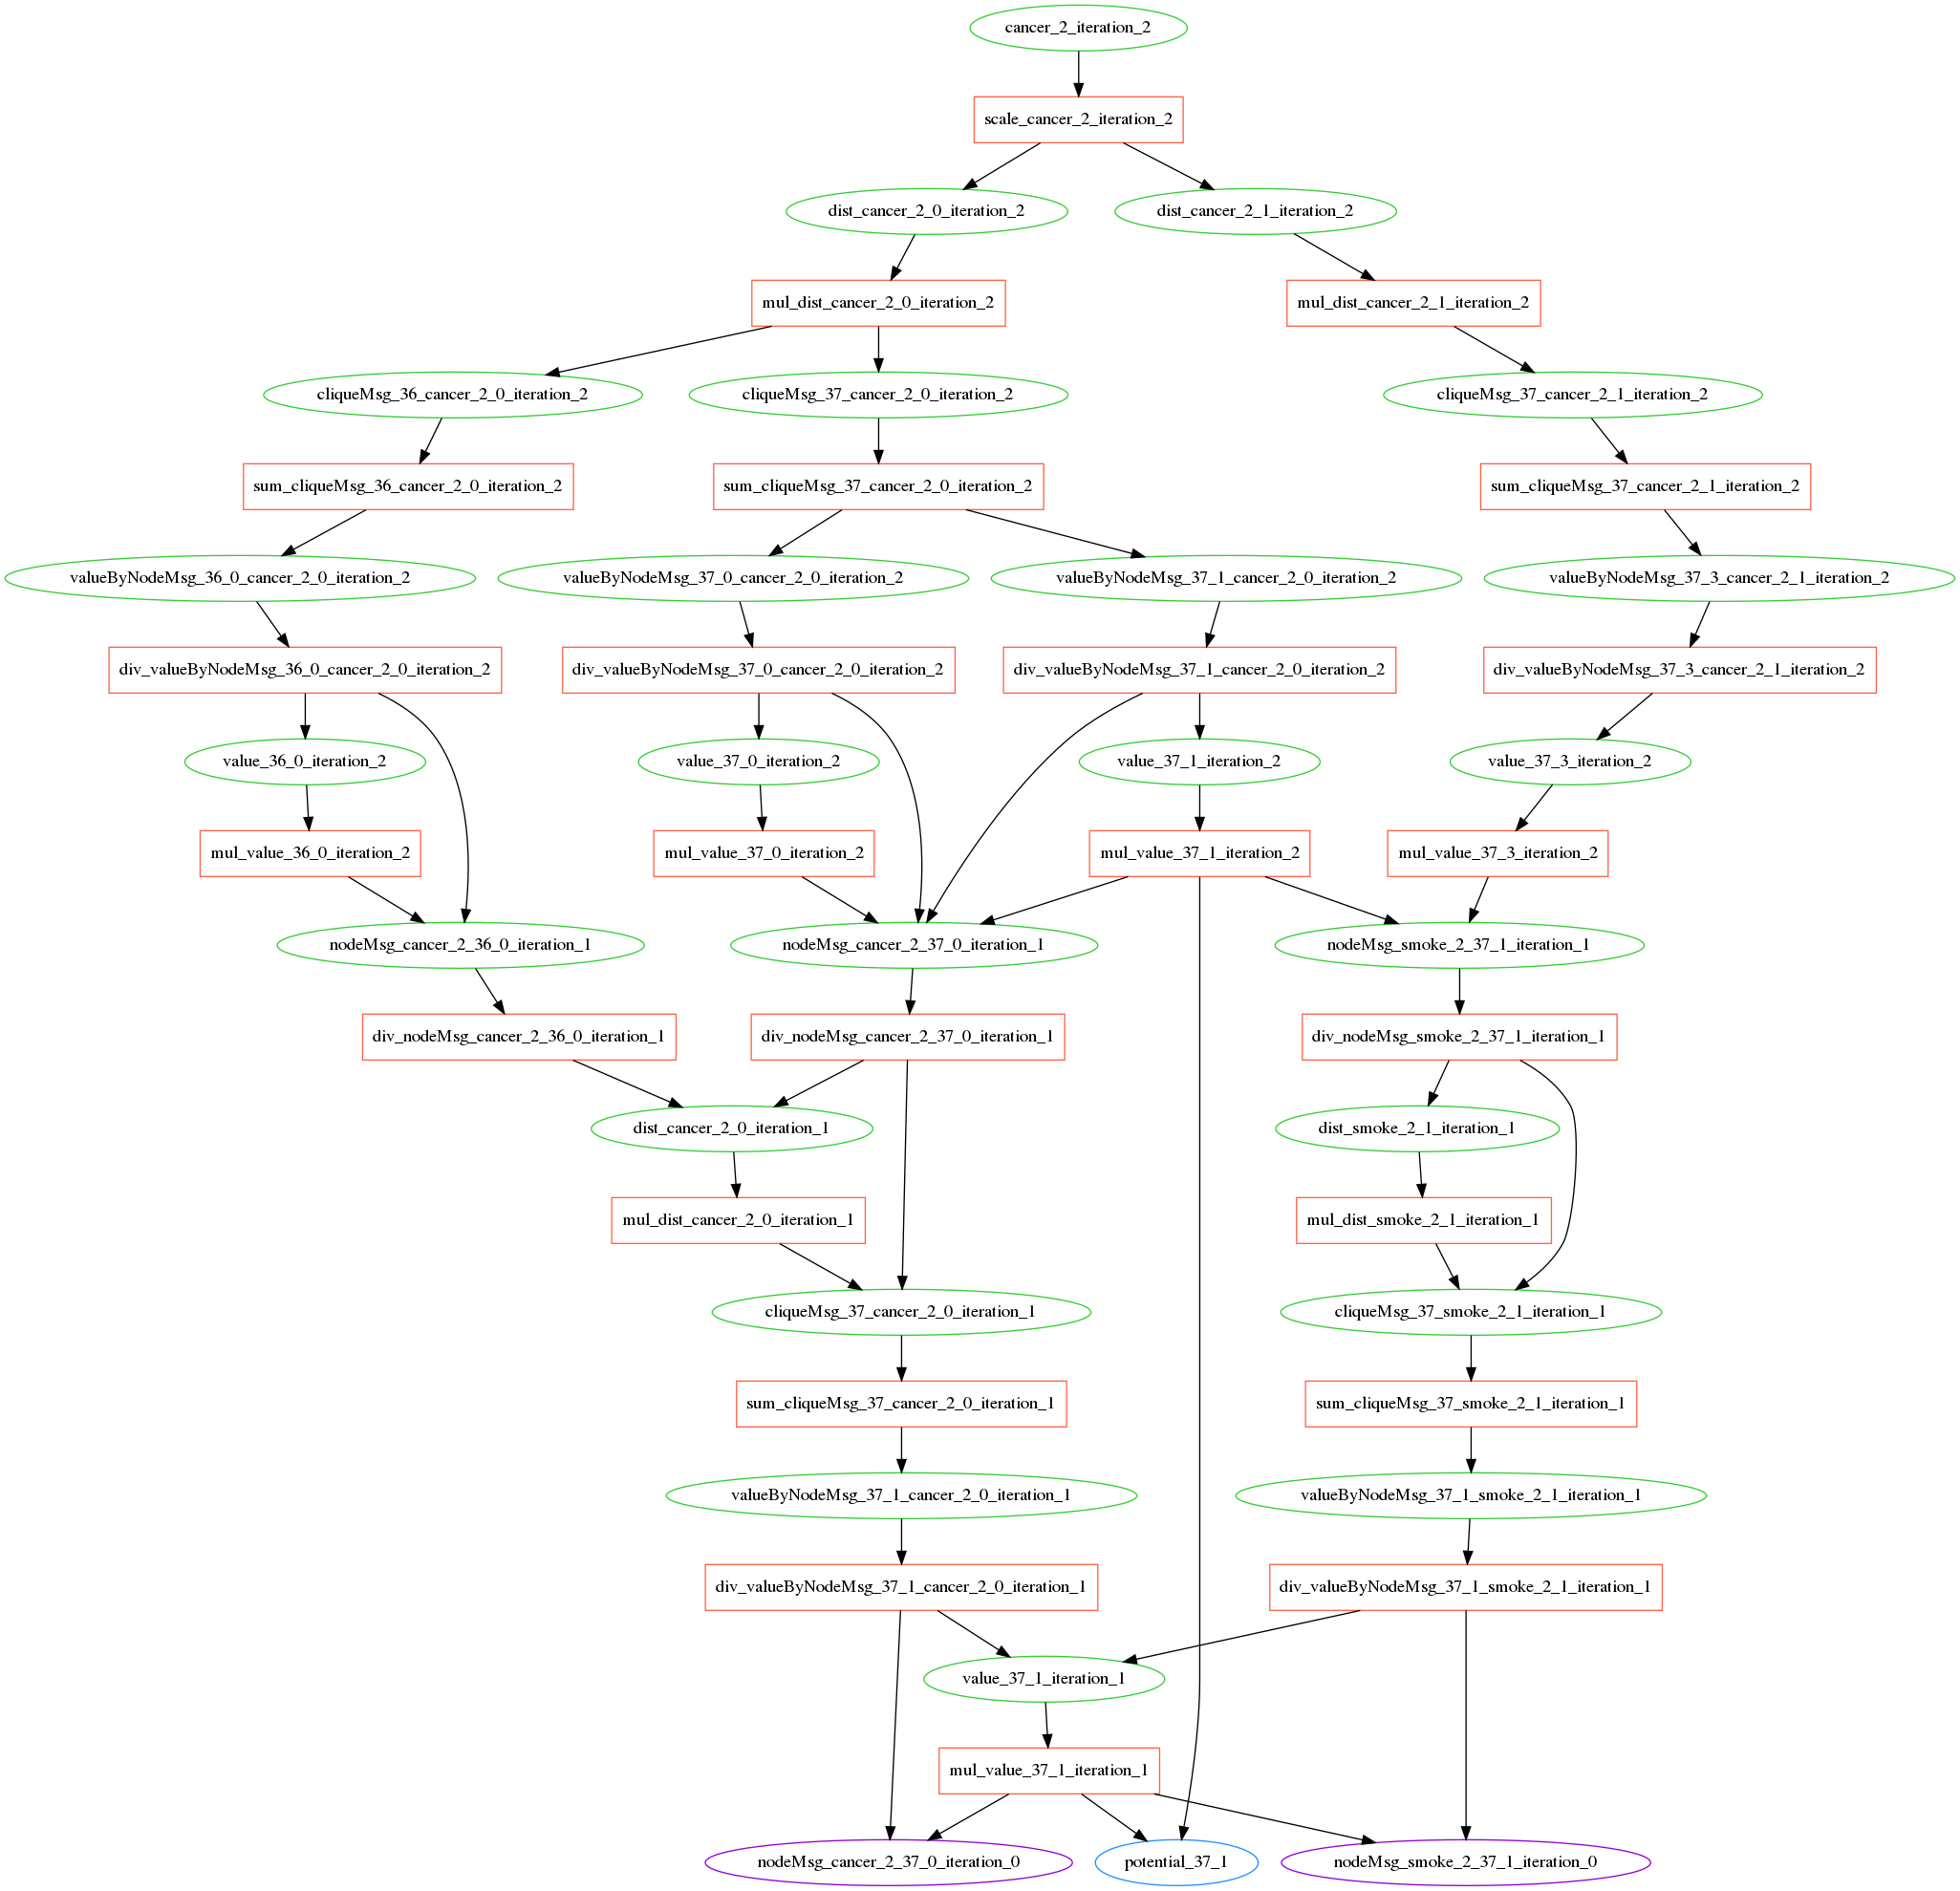 cancer_2_iteration_2
scale_cancer_2_iteration_2
dist_cancer_2_0_iteration_2
dist_cancer_2_1_iteration_2
mul_dist_cancer_2_0_iteration_2
mul_dist_cancer_2_1_iteration_2
cliqueMsg_36_cancer_2_0_iteration_2
cliqueMsg_37_cancer_2_0_iteration_2
cliqueMsg_37_cancer_2_1_iteration_2
sum_cliqueMsg_36_cancer_2_0_iteration_2
sum_cliqueMsg_37_cancer_2_0_iteration_2
sum_cliqueMsg_37_cancer_2_1_iteration_2
valueByNodeMsg_36_0_cancer_2_0_iteration_2
valueByNodeMsg_37_0_cancer_2_0_iteration_2
valueByNodeMsg_37_1_cancer_2_0_iteration_2
valueByNodeMsg_37_3_cancer_2_1_iteration_2
div_valueByNodeMsg_36_0_cancer_2_0_iteration_2
div_valueByNodeMsg_37_0_cancer_2_0_iteration_2
div_valueByNodeMsg_37_1_cancer_2_0_iteration_2
div_valueByNodeMsg_37_3_cancer_2_1_iteration_2
value_36_0_iteration_2
value_37_0_iteration_2
value_37_1_iteration_2
value_37_3_iteration_2
mul_value_36_0_iteration_2
mul_value_37_0_iteration_2
mul_value_37_1_iteration_2
mul_value_37_3_iteration_2
nodeMsg_cancer_2_36_0_iteration_1
nodeMsg_cancer_2_37_0_iteration_1
nodeMsg_smoke_2_37_1_iteration_1
div_nodeMsg_cancer_2_36_0_iteration_1
div_nodeMsg_cancer_2_37_0_iteration_1
div_nodeMsg_smoke_2_37_1_iteration_1
dist_cancer_2_0_iteration_1
dist_smoke_2_1_iteration_1
mul_dist_cancer_2_0_iteration_1
mul_dist_smoke_2_1_iteration_1
cliqueMsg_37_cancer_2_0_iteration_1
cliqueMsg_37_smoke_2_1_iteration_1
sum_cliqueMsg_37_cancer_2_0_iteration_1
sum_cliqueMsg_37_smoke_2_1_iteration_1
valueByNodeMsg_37_1_cancer_2_0_iteration_1
valueByNodeMsg_37_1_smoke_2_1_iteration_1
div_valueByNodeMsg_37_1_cancer_2_0_iteration_1
div_valueByNodeMsg_37_1_smoke_2_1_iteration_1
value_37_1_iteration_1
mul_value_37_1_iteration_1
nodeMsg_cancer_2_37_0_iteration_0
potential_37_1
nodeMsg_smoke_2_37_1_iteration_0